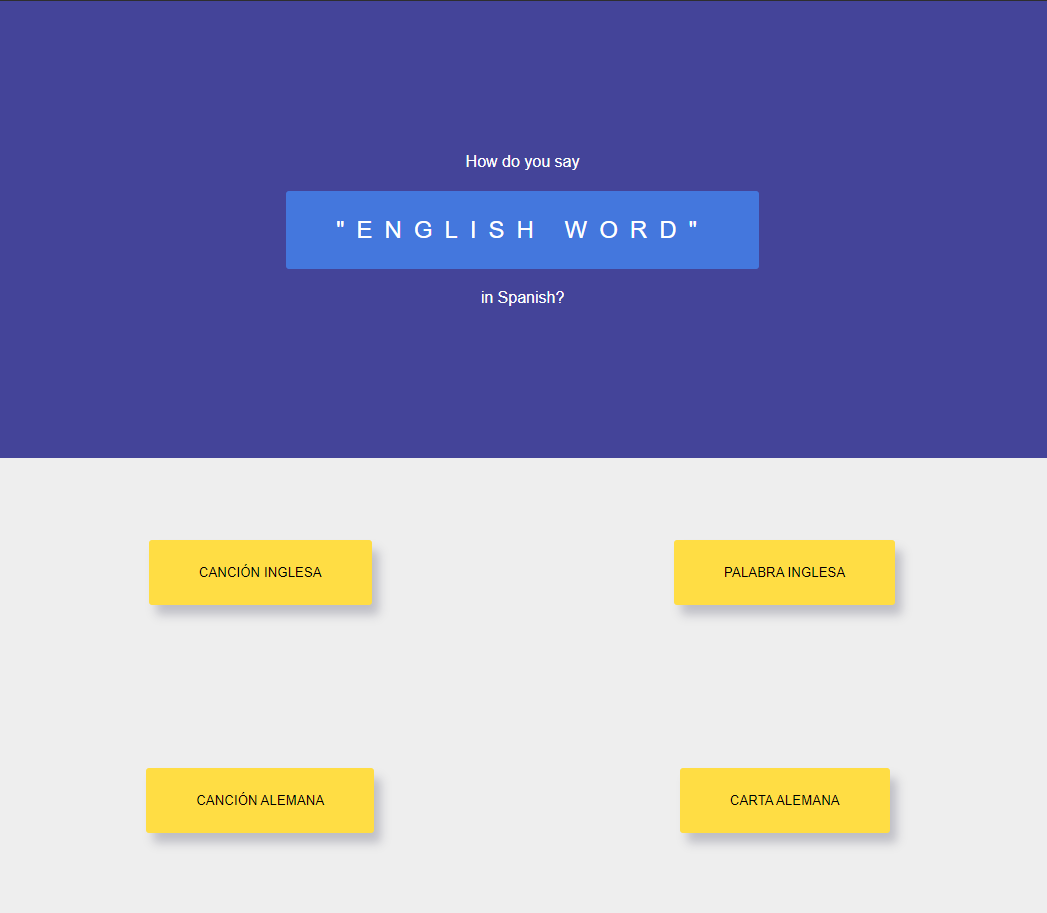 How do you say
"ENGLISH WORD"
in Spanish?
CANCIÓN INGLESA
PALABRA INGLESA
CANCIÓN ALEMANA
CARTA ALEMANA